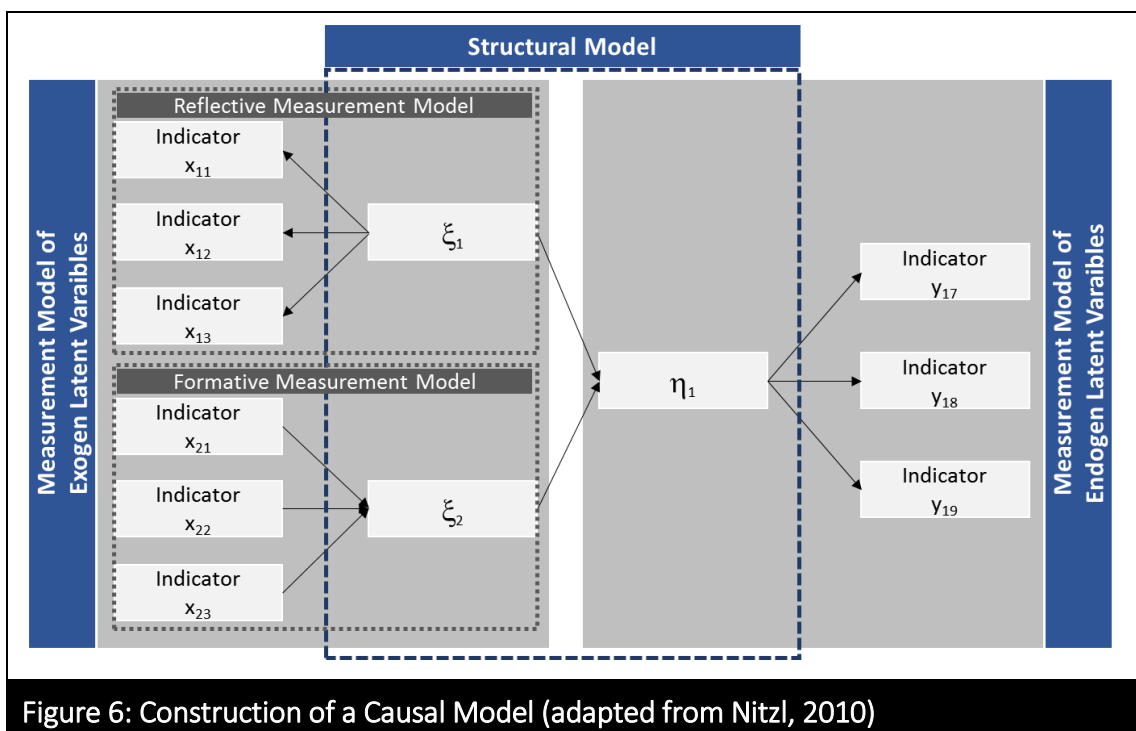 Structural Model
Measurement Model of
Exogen Latent Varaibles
Reflective Measurement Model
Indicator
x₁₁
Indicator
x₁₂
Indicator
x₁₃
ξ₁
Formative Measurement Model
Indicator
x₂₁
Indicator
x₂₂
Indicator
x₂₃
ξ₂
η₁
Indicator
y₁₇
Indicator
y₁₈
Indicator
y₁₉
Measurement Model of
Endogen Latent Varaibles
Figure 6: Construction of a Causal Model (adapted from Nitzl, 2010)